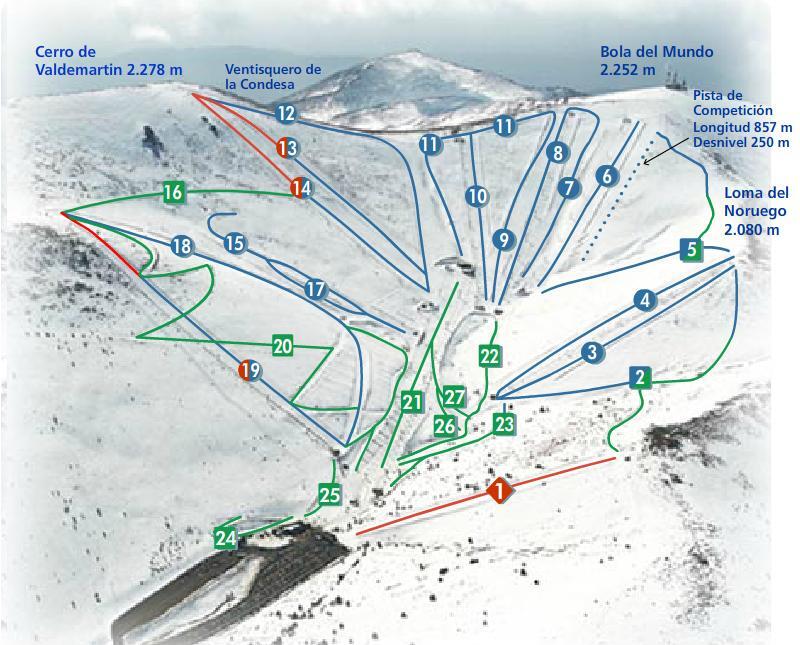 Cerro de
Valdemartin 2.278 m
Ventisquero de
la Condesa
Bola del Mundo
2.252 m
Pista de
Competición
Longitud 857 m
Desnivel 250 m
Loma del
Noruego
2.080 m
12
11
11
13
8
14
16
10
7
6
15
18
9
5
17
4
20
22
3
19
2
21
27
26
23
1
25
24